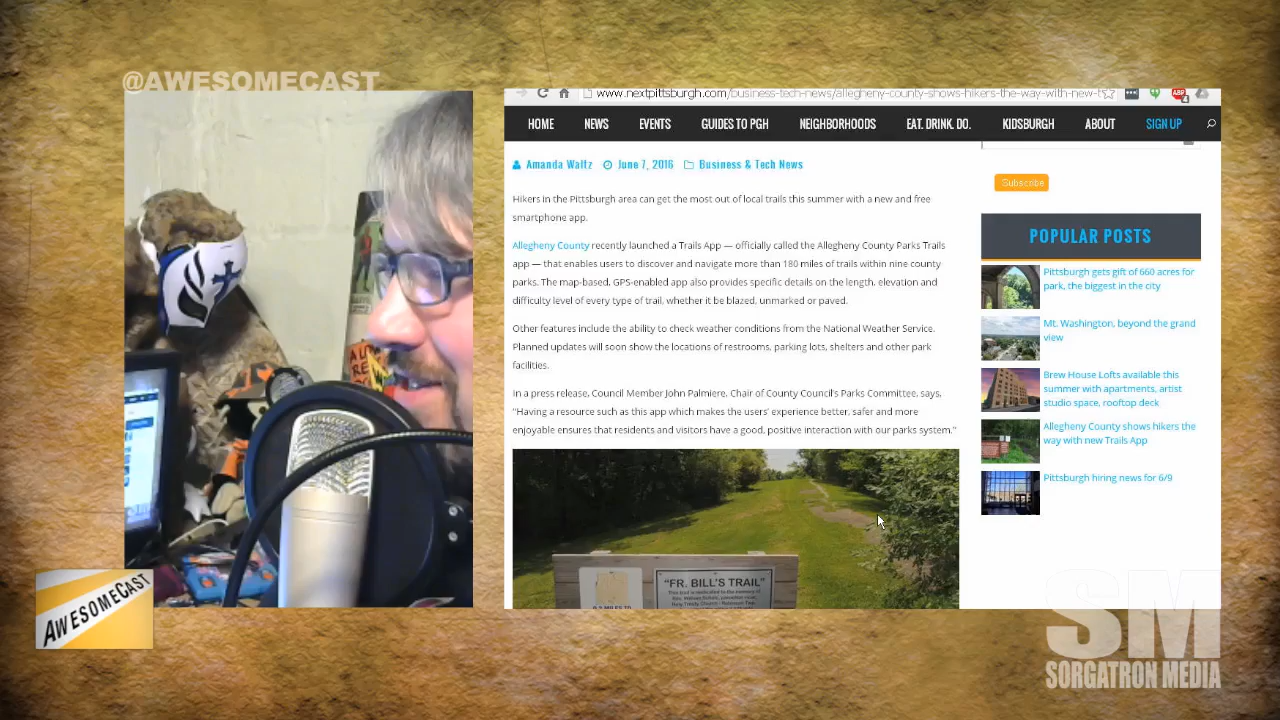 @AWESOMECAST
www.nextpittsburgh.com/business-tech-news/allegheny-county-shows-hikers-the-way-with-new-t
HOME NEWS EVENTS GUIDES TO PGH NEIGHBORHOODS EAT. DRINK. DO. KIDSBURGH ABOUT SIGN UP
Amanda Waltz June 7, 2016 Business & Tech News
Hikers in the Pittsburgh area can get the most out of local trails this summer with a new and free
smartphone app.
Allegheny County recently launched a Trails App — officially called the Allegheny County Parks Trails
app — that enables users to discover and navigate more than 180 miles of trails within nine county
parks. The map-based, GPS-enabled app also provides specific details on the length, elevation and
difficulty level of every type of trail, whether it be blazed, unmarked or paved.
Other features include the ability to check weather conditions from the National Weather Service.
Planned updates will soon show the locations of restrooms, parking lots, shelters and other park
facilities.
In a press release, Council Member John Palmiere, Chair of County Council's Parks Committee, says,
"Having a resource such as this app which makes the users' experience better, safer and more
enjoyable ensures that residents and visitors have a good, positive interaction with our parks system."
"FR. BILL'S TRAIL"
Subscribe
POPULAR POSTS
Pittsburgh gets gift of 660 acres for
park, the biggest in the city
Mt. Washington, beyond the grand
view
Brew House Lofts available this
summer with apartments, artist
studio space, rooftop deck
Allegheny County shows hikers the
way with new Trails App
Pittsburgh hiring news for 6/9
AWESOMECAST
SM
SORGATRON MEDIA